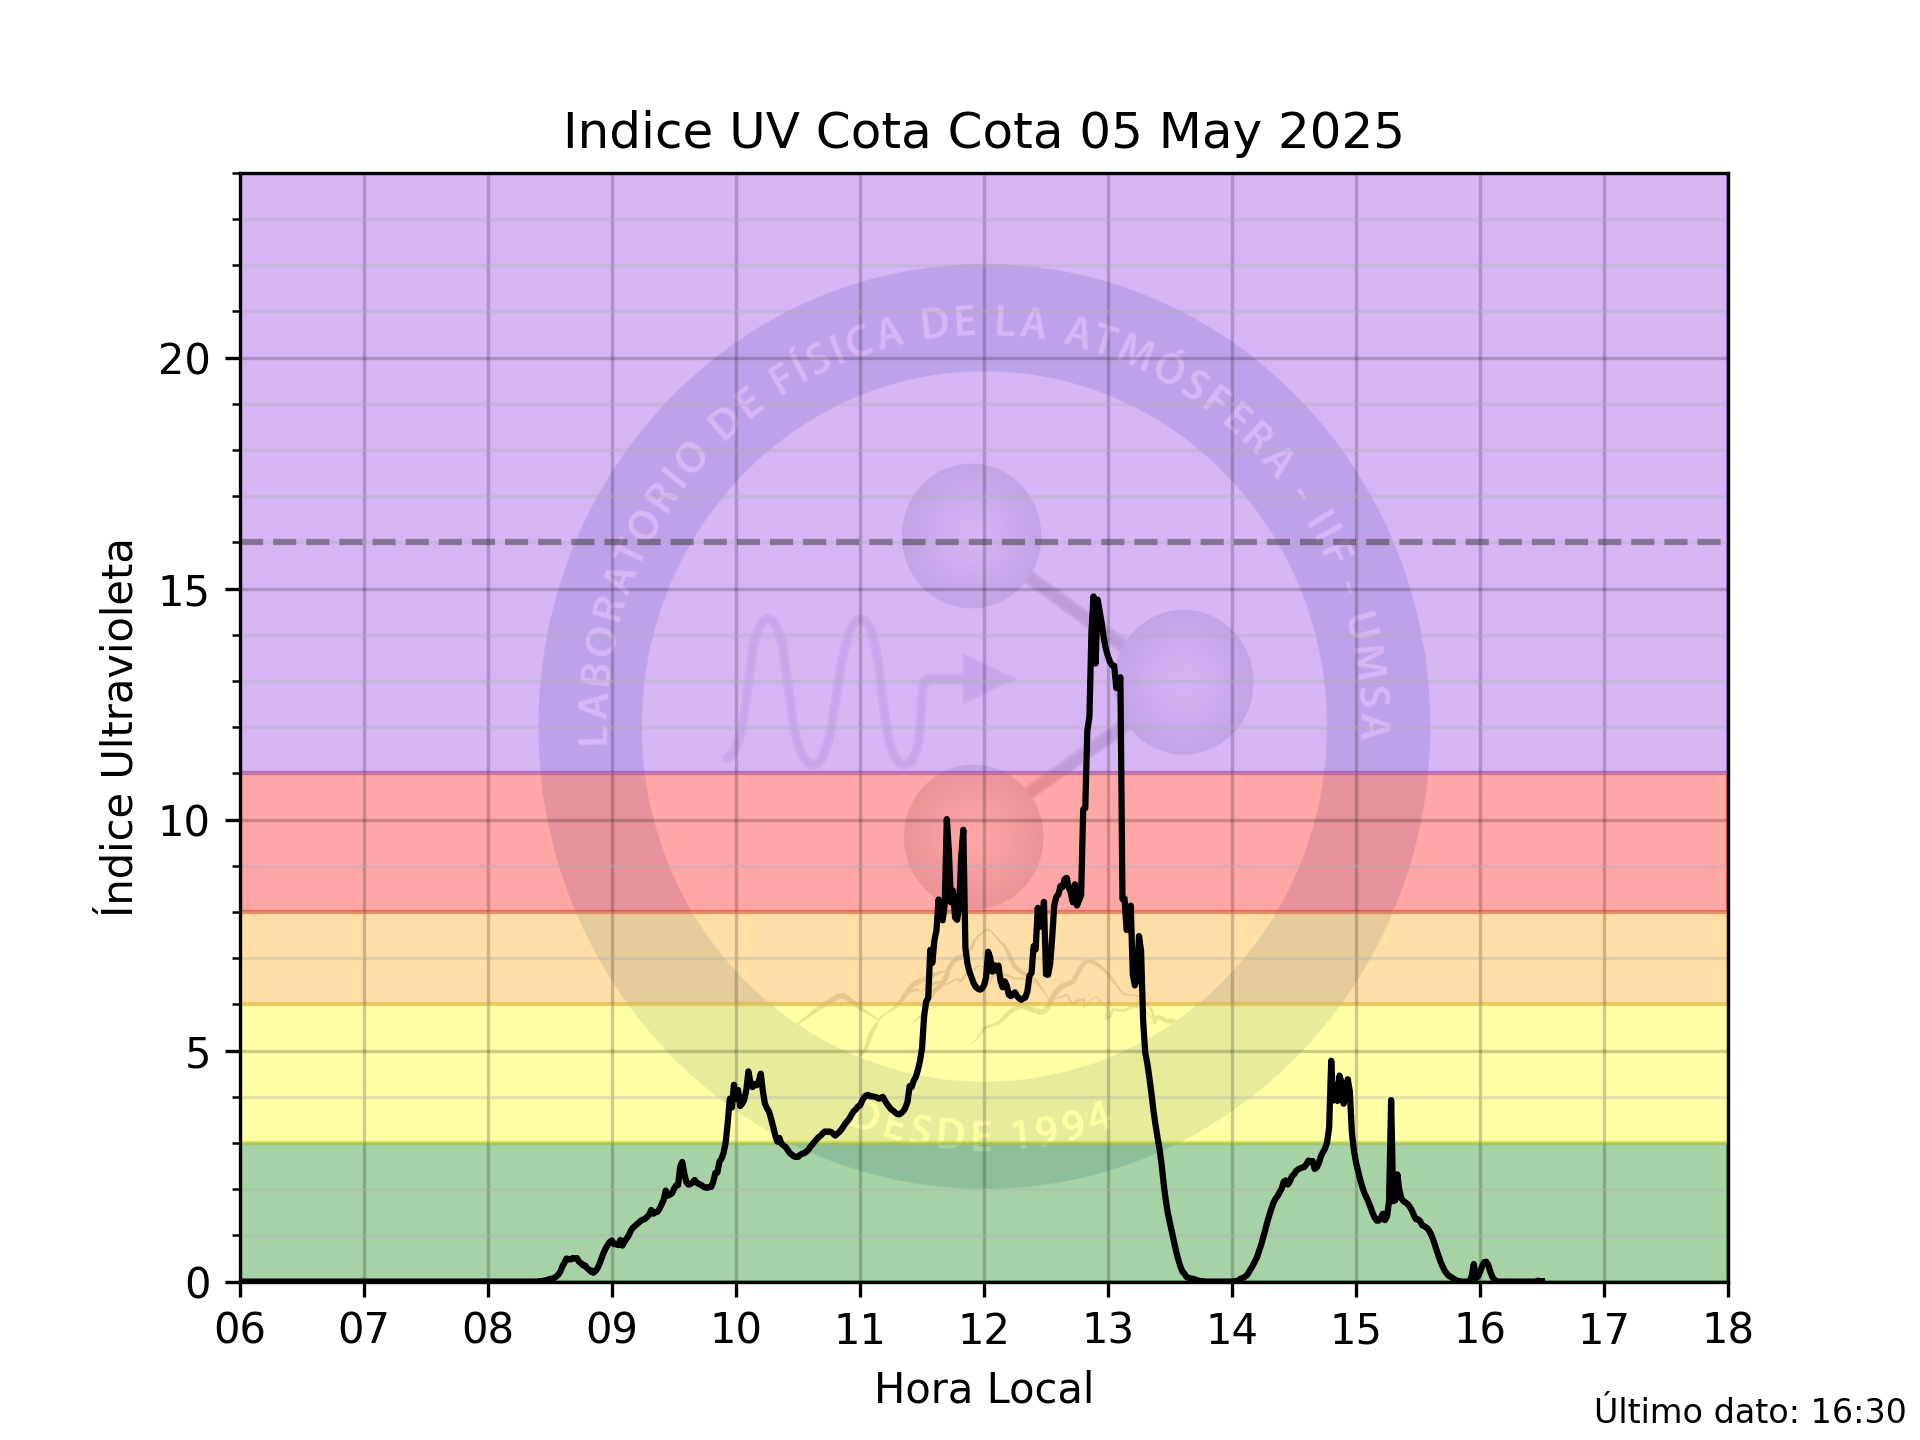 Indice UV Cota Cota 05 May 2025
LABORATORIO DE FÍSICA DE LA ATMÓSFERA - IIF - UMSA
DESDE 1994
Índice Ultravioleta
20
15
10
5
0
06 07 08 09 10 11 12 13 14 15 16 17 18
Hora Local
Último dato: 16:30